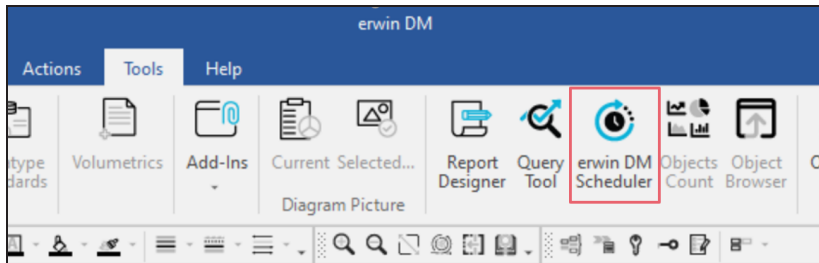 erwin DM
Actions Tools Help
Volumetrics Add-Ins Current Selected... Report Query erwin DM Objects Object
Designer Tool Scheduler Count Browser
Diagram Picture